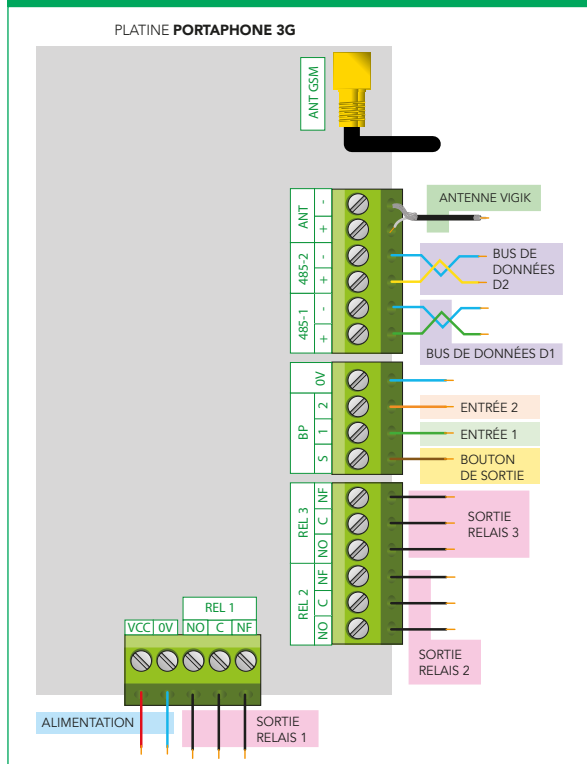 PLATINE PORTAPHONE 3G
ANT GSM
ANT
-
+
ANTENNE VIGIK
485-2
-
+
BUS DE
DONNÉES
D2
485-1
-
+
BUS DE DONNÉES D1
0V
BP
2
ENTRÉE 2
1
ENTRÉE 1
S
BOUTON
DE SORTIE
REL 3
NF
C
NO
SORTIE
RELAIS 3
REL 2
NF
C
NO
SORTIE
RELAIS 2
REL 1
VCC 0V NO C NF
ALIMENTATION
SORTIE
RELAIS 1